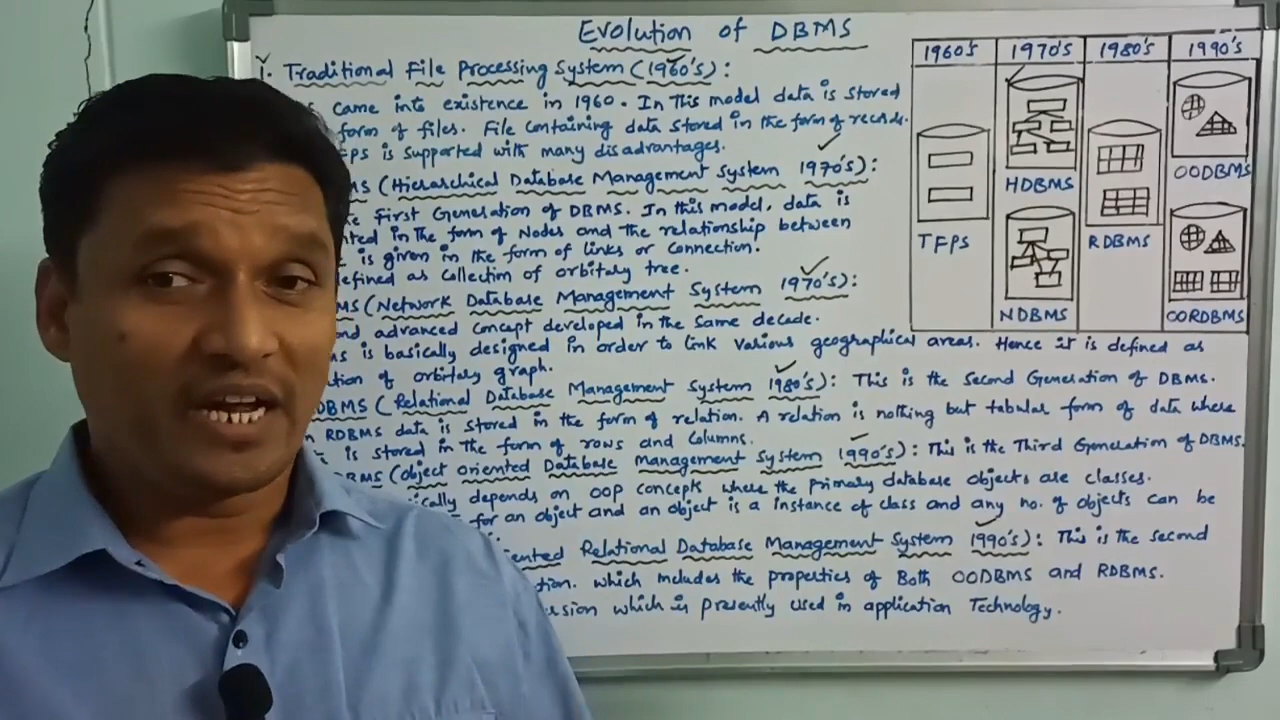 Evolution of DBMS
i. Traditional File Processing System (1960's):
came into existence in 1960. In this model data is stored
form of files. File containing data stored in the form of records.
is supported with many disadvantages.
(Hierarchical Database Management System 1970's):
First Generation of DBMS. In this model, data is
in the form of Nodes and the relationship between
is given in the form of links or connection.
defined as collection of orbitary tree.
(Network Database Management System 1970's):
advanced concept developed in the same decade.
is basically designed in order to link various geographical areas. Hence it is defined as
of orbitary graph.
(Relational Database Management System 1980's): This is the Second Generation of DBMS.
RDBMS data is stored in the form of relation. A relation is nothing but tabular form of data where
is stored in the form of rows and columns.
(object oriented Database Management System 1990's): This is the Third Generation of DBMS.
depends on OOP concepts where the primary database objects are classes.
for an object and an object is a instance of class and any no. of objects can be
Relational Database Management System 1990's): This is the second
which includes the properties of Both OODBMS and RDBMS.
which is presently used in application Technology.
1960's 1970's 1980's 1990's
TFPS
HDBMS
NDBMS
RDBMS
OODBMS
OORDBMS